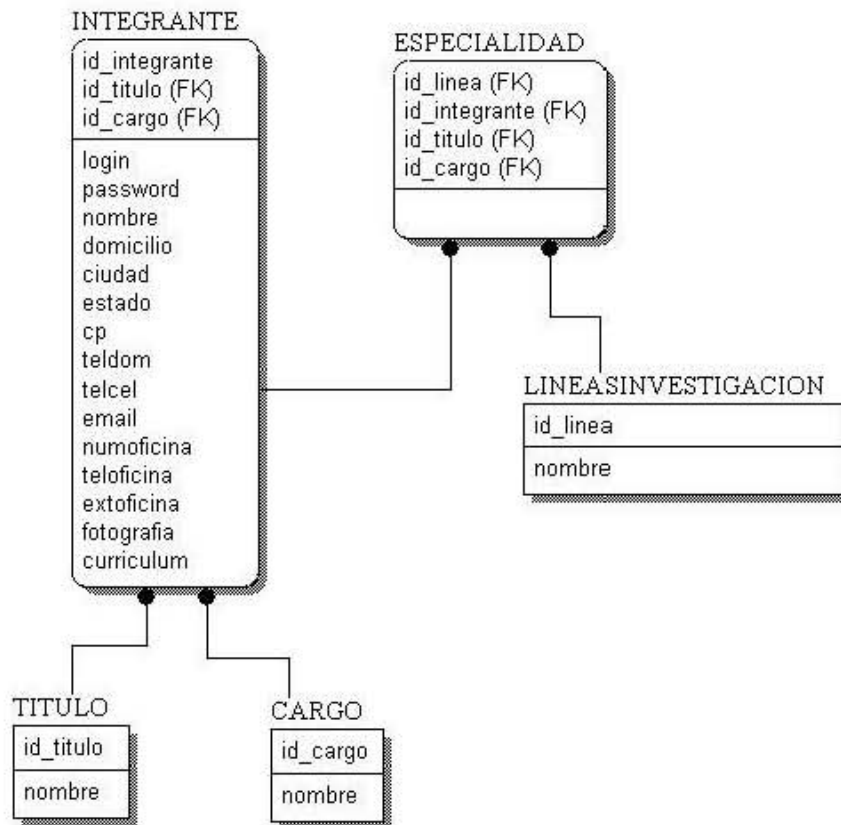 INTEGRANTE
id_integrante
id_titulo (FK)
id_cargo (FK)
login
password
nombre
domicilio
ciudad
estado
cp
teldom
telcel
email
numoficina
teloficina
extoficina
fotografia
curriculum
ESPECIALIDAD
id_linea (FK)
id_integrante (FK)
id_titulo (FK)
id_cargo (FK)
LINEASINVESTIGACION
id_linea
nombre
TITULO
id_titulo
nombre
CARGO
id_cargo
nombre